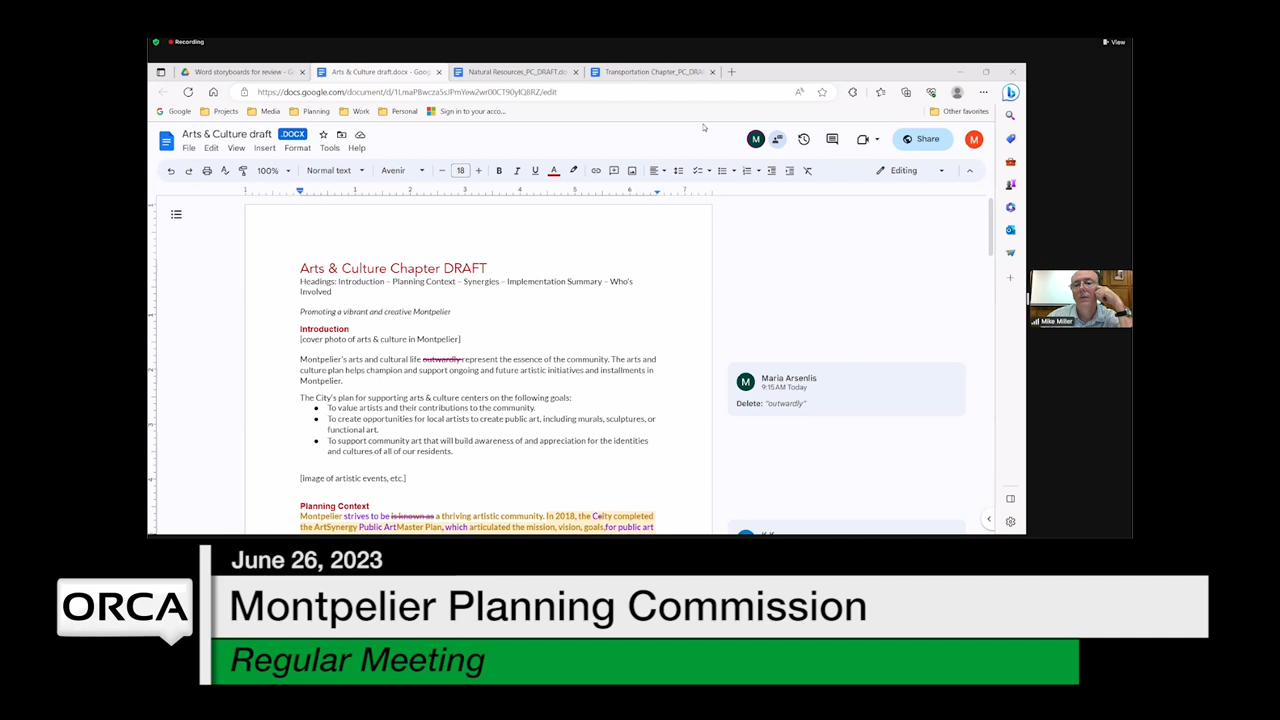 Recording
View
Word storyboards for review - G
Arts & Culture draft.docx - Goog
Natural Resources_PC_DRAFT.do
Transportation Chapter_PC_DRA
Google
Projects
Media
Planning
Work
Personal
Sign in to your acco...
Other favorites
Arts & Culture draft .DOCX
File Edit View Insert Format Tools Help
M
Share
M
100%
Normal text
Avenir
18
B I U A
Editing
1 1 2 3 4 5 6 7
Arts & Culture Chapter DRAFT
Headings: Introduction – Planning Context – Synergies – Implementation Summary – Who's
Involved
Promoting a vibrant and creative Montpelier
Introduction
[cover photo of arts & culture in Montpelier]
Montpelier's arts and cultural life outwardly represent the essence of the community. The arts and
culture plan helps champion and support ongoing and future artistic initiatives and installments in
Montpelier.
The City's plan for supporting arts & culture centers on the following goals:
● To value artists and their contributions to the community.
● To create opportunities for local artists to create public art, including murals, sculptures, or
functional art.
● To support community art that will build awareness of and appreciation for the identities
and cultures of all of our residents.
[image of artistic events, etc.]
Planning Context
Montpelier strives to be is known as a thriving artistic community. In 2018, the Ccity completed
the ArtSynergy Public ArtMaster Plan, which articulated the mission, vision, goals,for public art
M
Maria Arsenlis
9:15 AM Today
Delete: "outwardly"
Mike Miller
June 26, 2023
ORCA
Montpelier Planning Commission
Regular Meeting